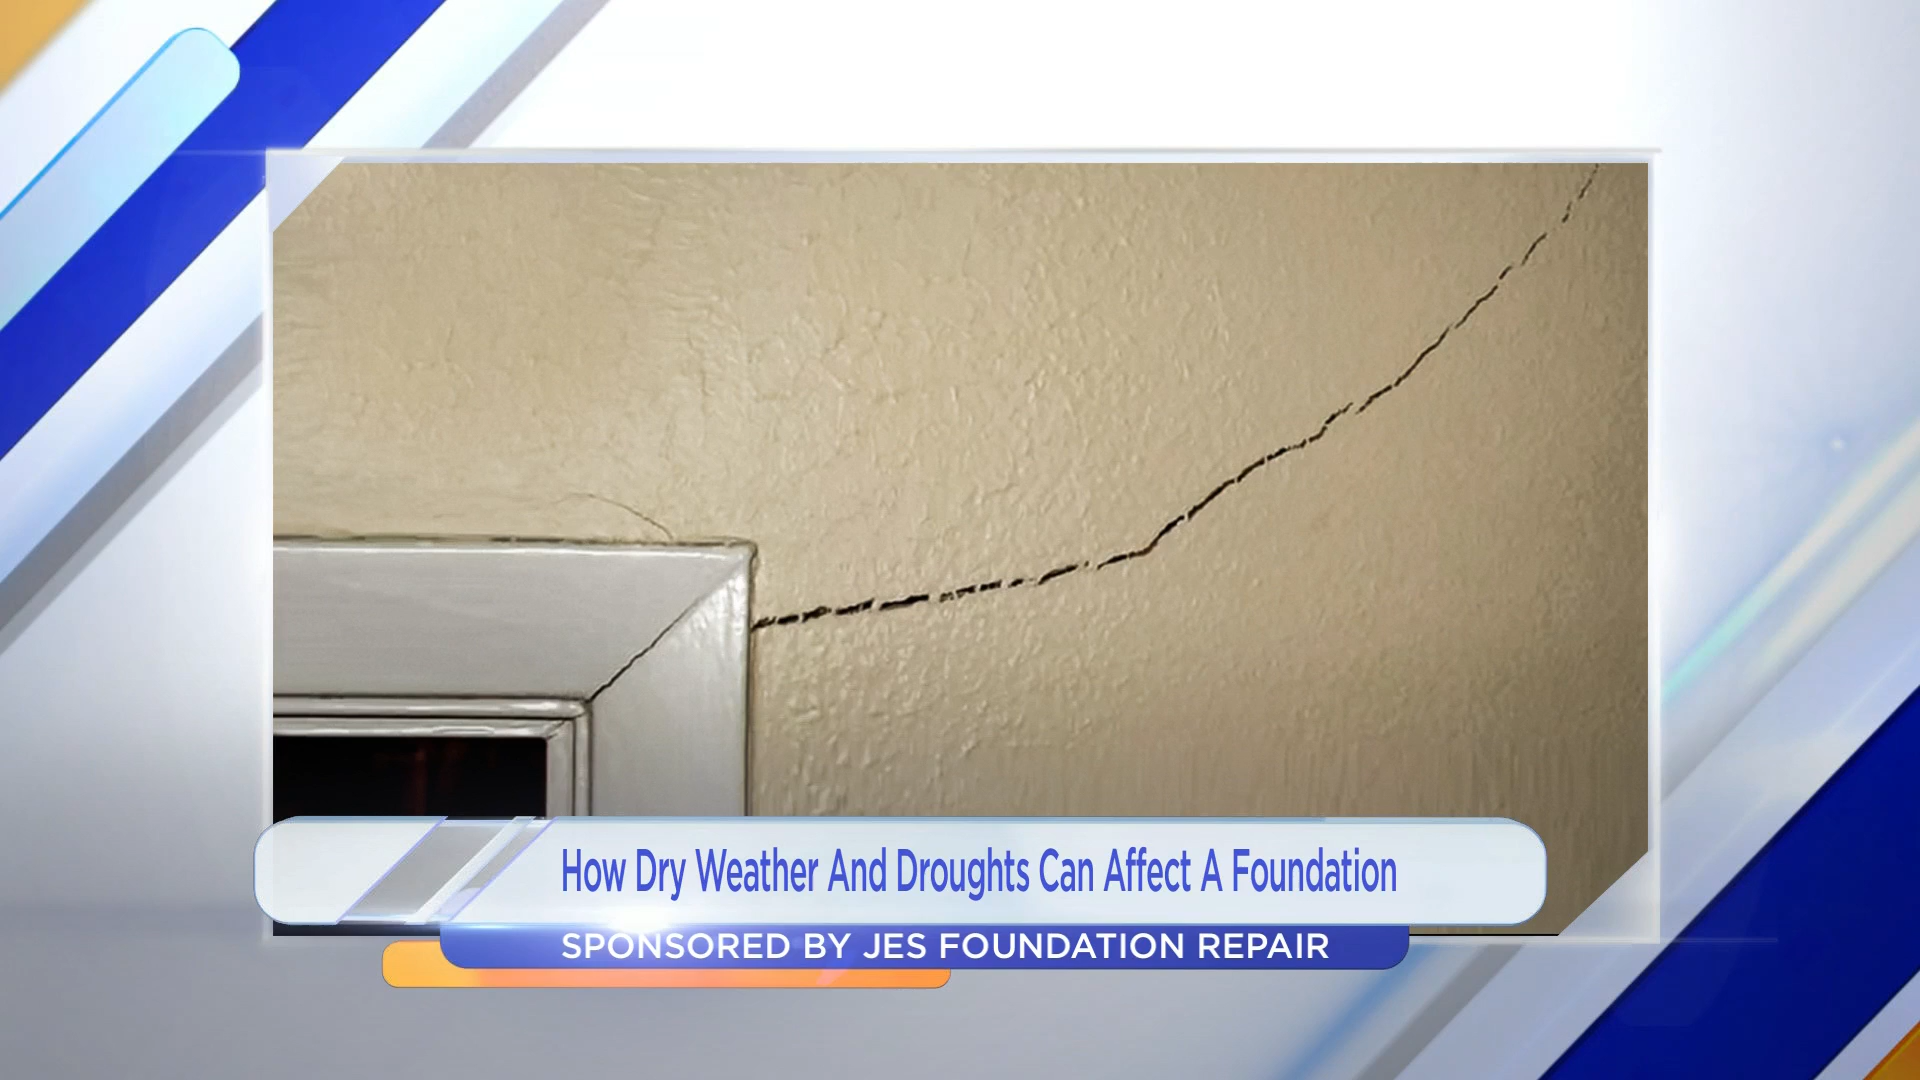 How Dry Weather And Droughts Can Affect A Foundation
SPONSORED BY JES FOUNDATION REPAIR